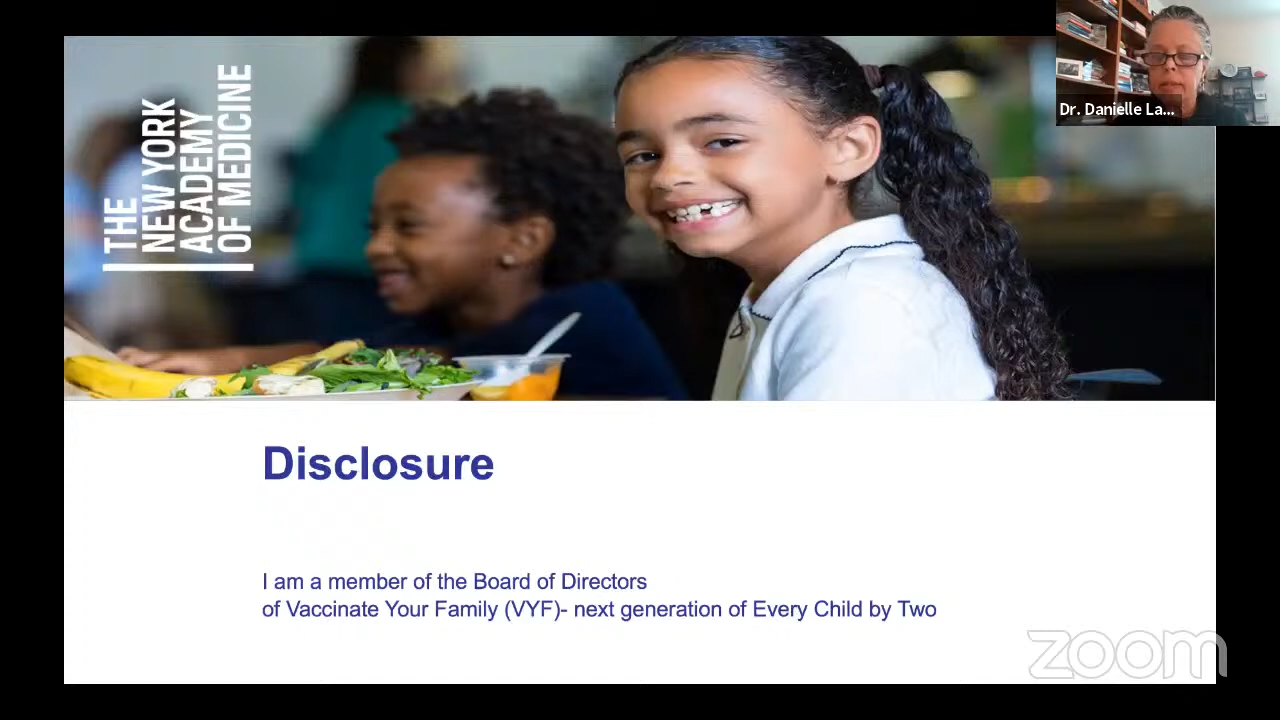 THE
NEW YORK
ACADEMY
OF MEDICINE
Dr. Danielle La...
Disclosure
I am a member of the Board of Directors
of Vaccinate Your Family (VYF)- next generation of Every Child by Two
zoom